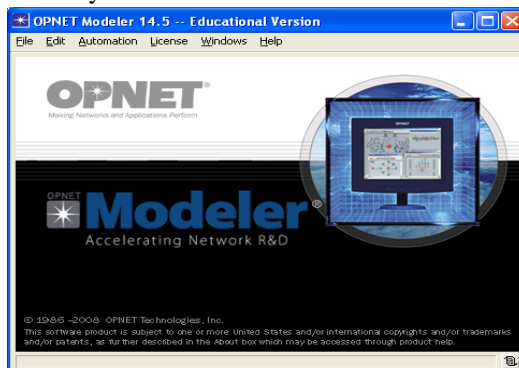 OPNET Modeler 14.5 -- Educational Version
File Edit Automation License Windows Help
OPNET®
Making Networks and Applications Perform
OPNET
Modeler®
Accelerating Network R&D
© 1986-2008 OPNET Technologies, Inc.
This software product is subject to one or more United States and/or international copyrights and/or trademarks
and/or patents, as further described in the About box which may be accessed through product help.